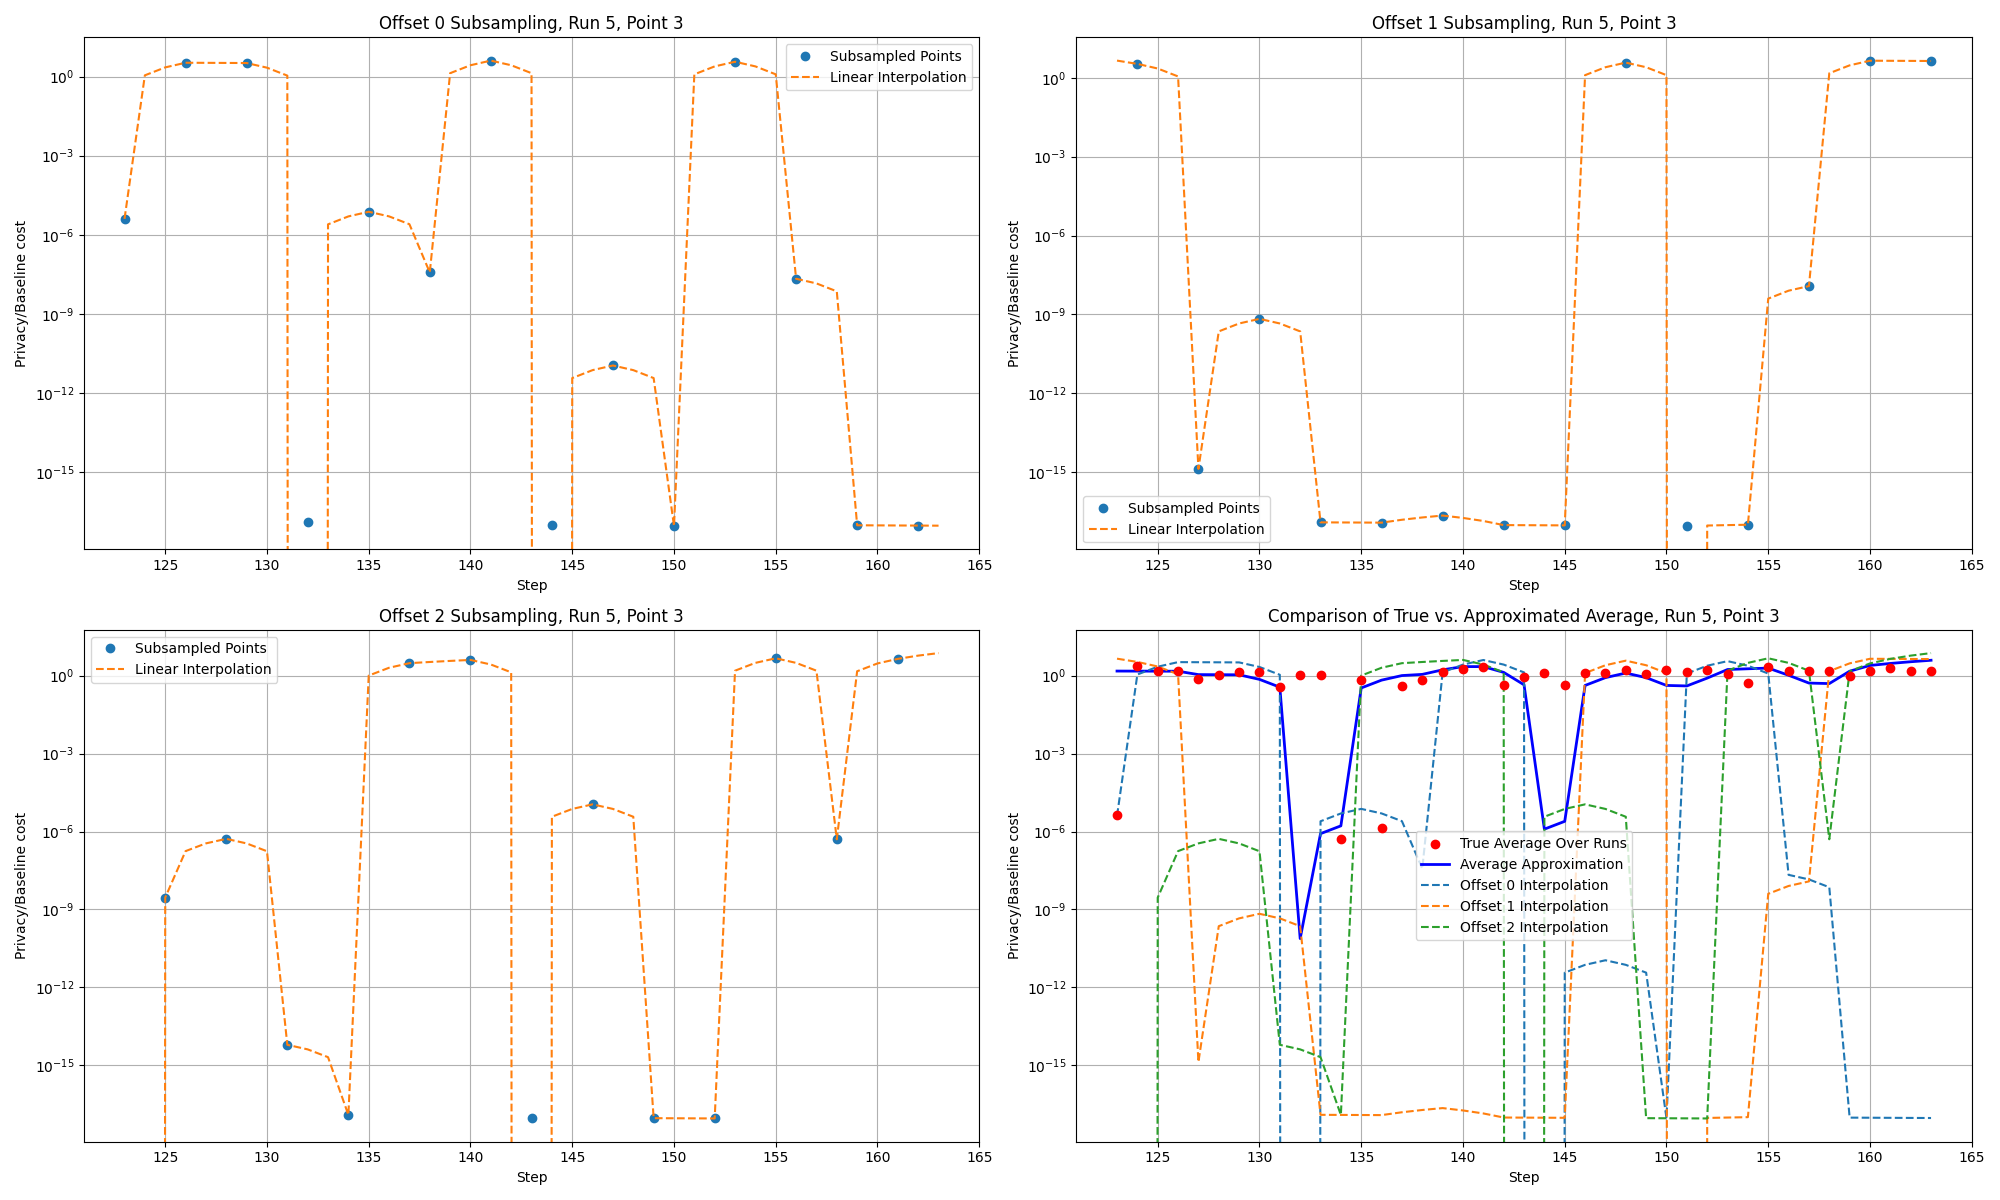 Offset 0 Subsampling, Run 5, Point 3
Privacy/Baseline cost
10^0
10^-3
10^-6
10^-9
10^-12
10^-15
Subsampled Points
Linear Interpolation
125 130 135 140 145 150 155 160 165
Step
Offset 1 Subsampling, Run 5, Point 3
Privacy/Baseline cost
10^0
10^-3
10^-6
10^-9
10^-12
10^-15
Subsampled Points
Linear Interpolation
125 130 135 140 145 150 155 160 165
Step
Offset 2 Subsampling, Run 5, Point 3
Privacy/Baseline cost
10^0
10^-3
10^-6
10^-9
10^-12
10^-15
Subsampled Points
Linear Interpolation
125 130 135 140 145 150 155 160 165
Step
Comparison of True vs. Approximated Average, Run 5, Point 3
Privacy/Baseline cost
10^0
10^-3
10^-6
10^-9
10^-12
10^-15
True Average Over Runs
Average Approximation
Offset 0 Interpolation
Offset 1 Interpolation
Offset 2 Interpolation
125 130 135 140 145 150 155 160 165
Step